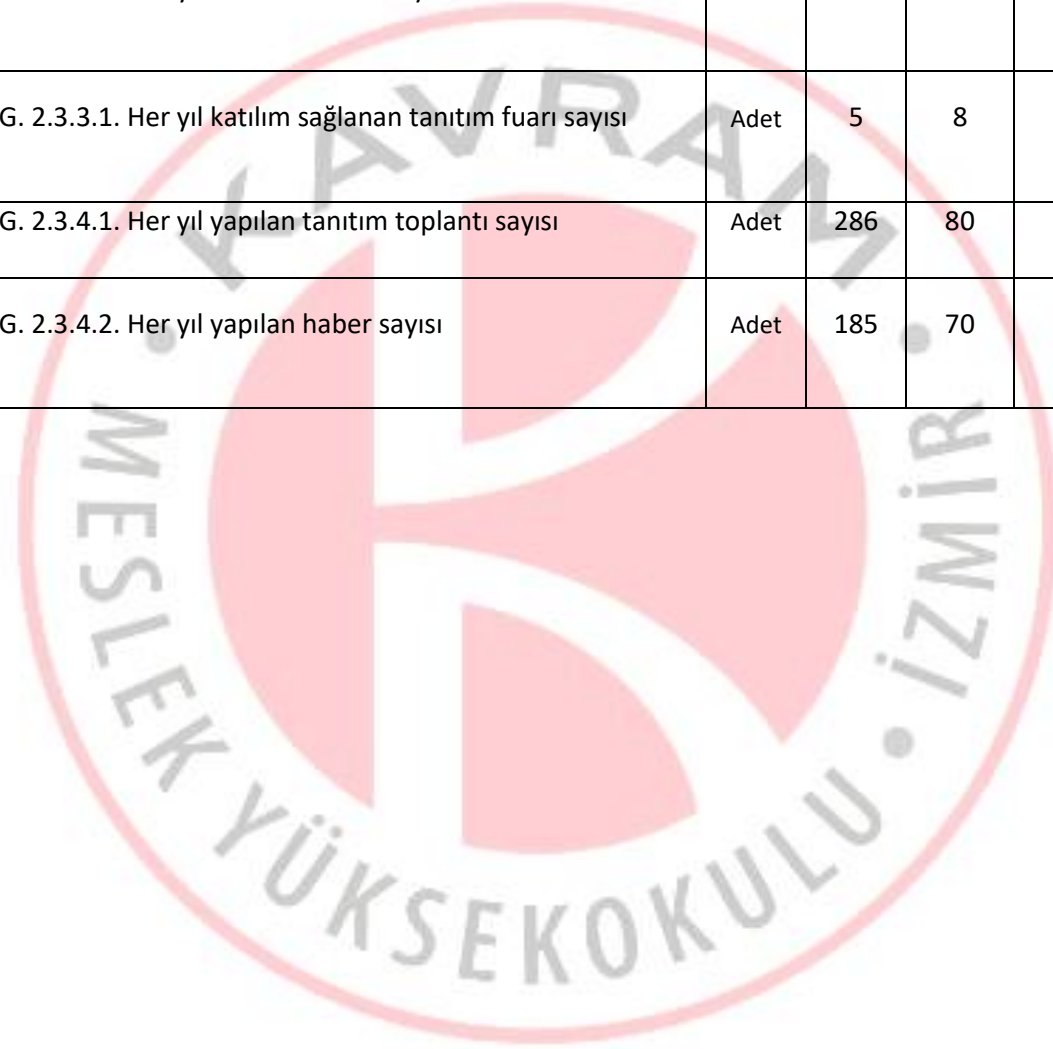 G. 2.3.3.1. Her yıl katılım sağlanan tanıtım fuarı sayısı Adet 5 8
G. 2.3.4.1. Her yıl yapılan tanıtım toplantı sayısı Adet 286 80
G. 2.3.4.2. Her yıl yapılan haber sayısı Adet 185 70
KAVRAM
MESLEK YÜKSEKOKULU • İZMİR